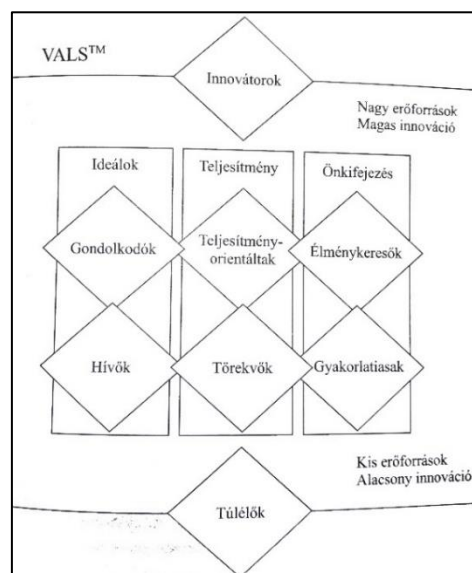 VALS™
Innovátorok
Nagy erőforrások
Magas innováció
Ideálok
Teljesítmény
Önkifejezés
Gondolkodók
Teljesítmény-
orientáltak
Élménykeresők
Hívők
Törekvők
Gyakorlatiasak
Kis erőforrások
Alacsony innováció
Túlélők